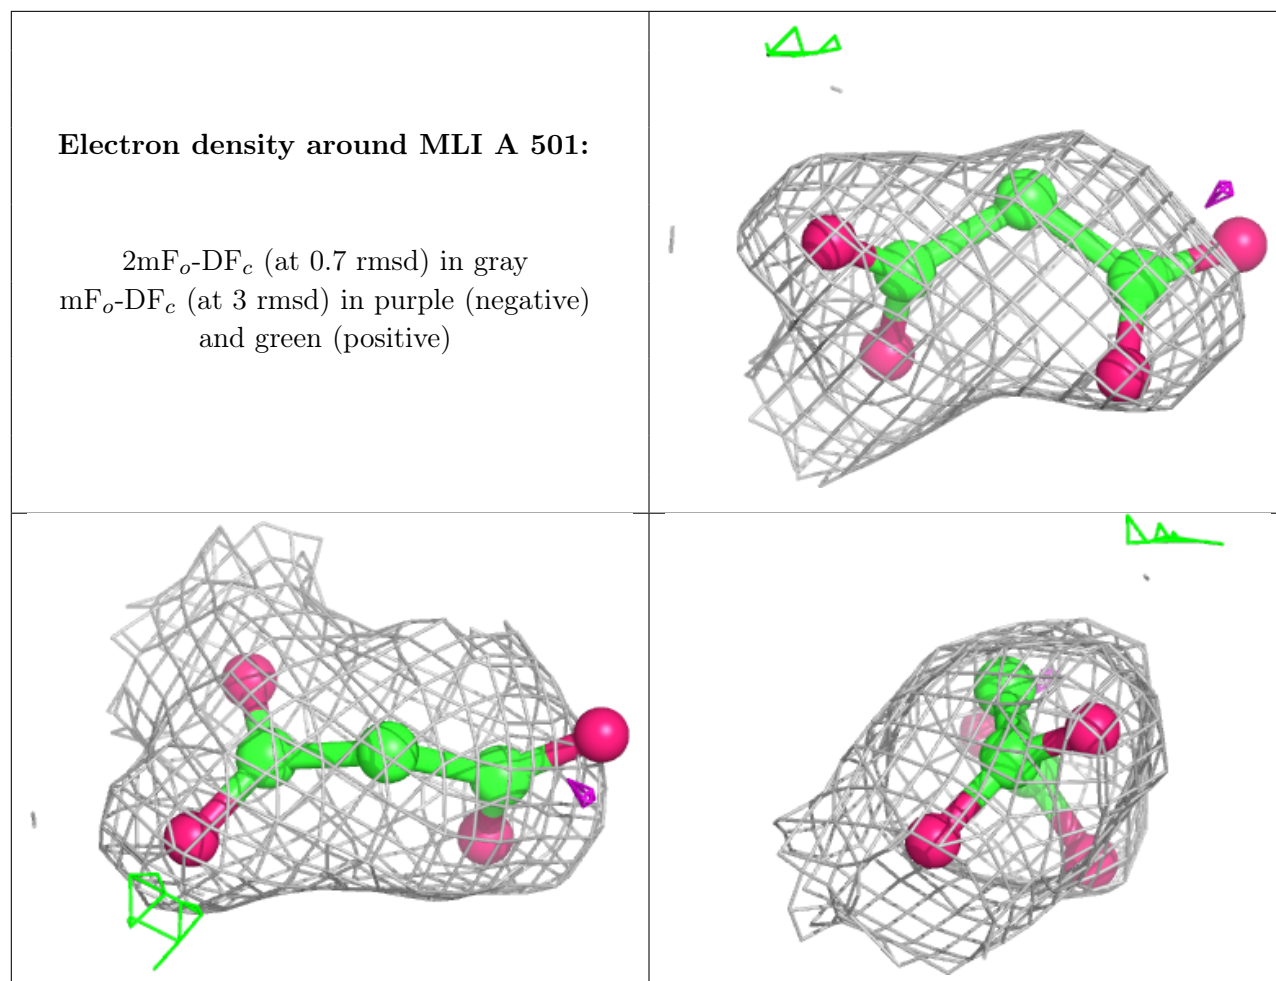 Electron density around MLI A 501:
2mFo-DFc (at 0.7 rmsd) in gray
mFo-DFc (at 3 rmsd) in purple (negative)
and green (positive)